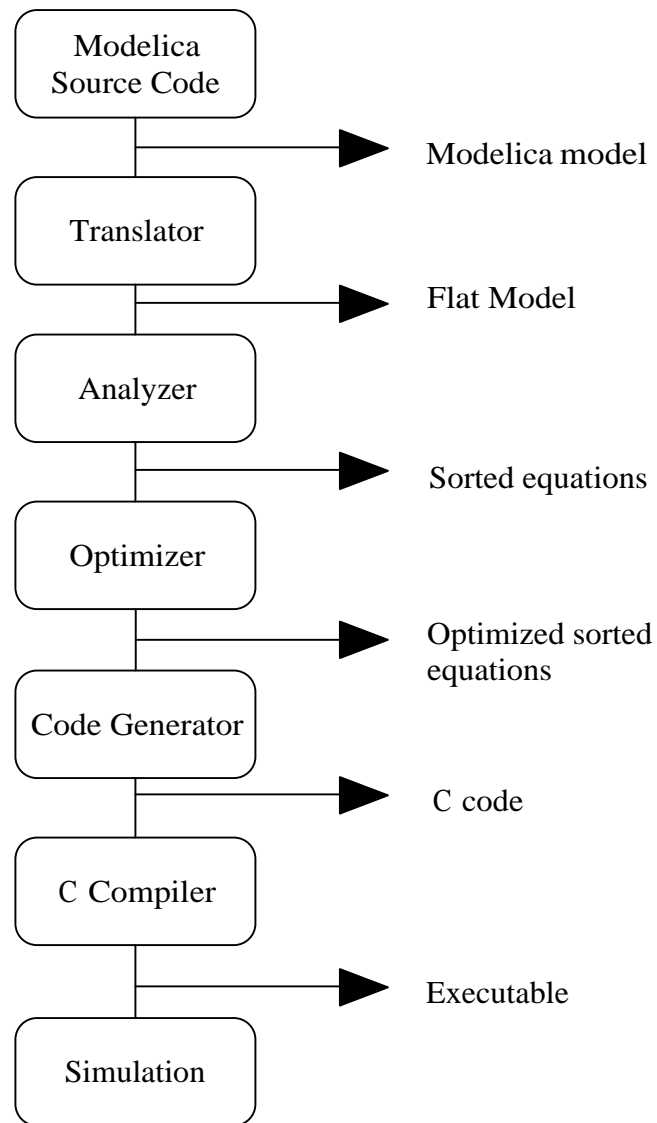 Modelica
Source Code
Modelica model
Translator
Flat Model
Analyzer
Sorted equations
Optimizer
Optimized sorted
equations
Code Generator
C code
C Compiler
Executable
Simulation